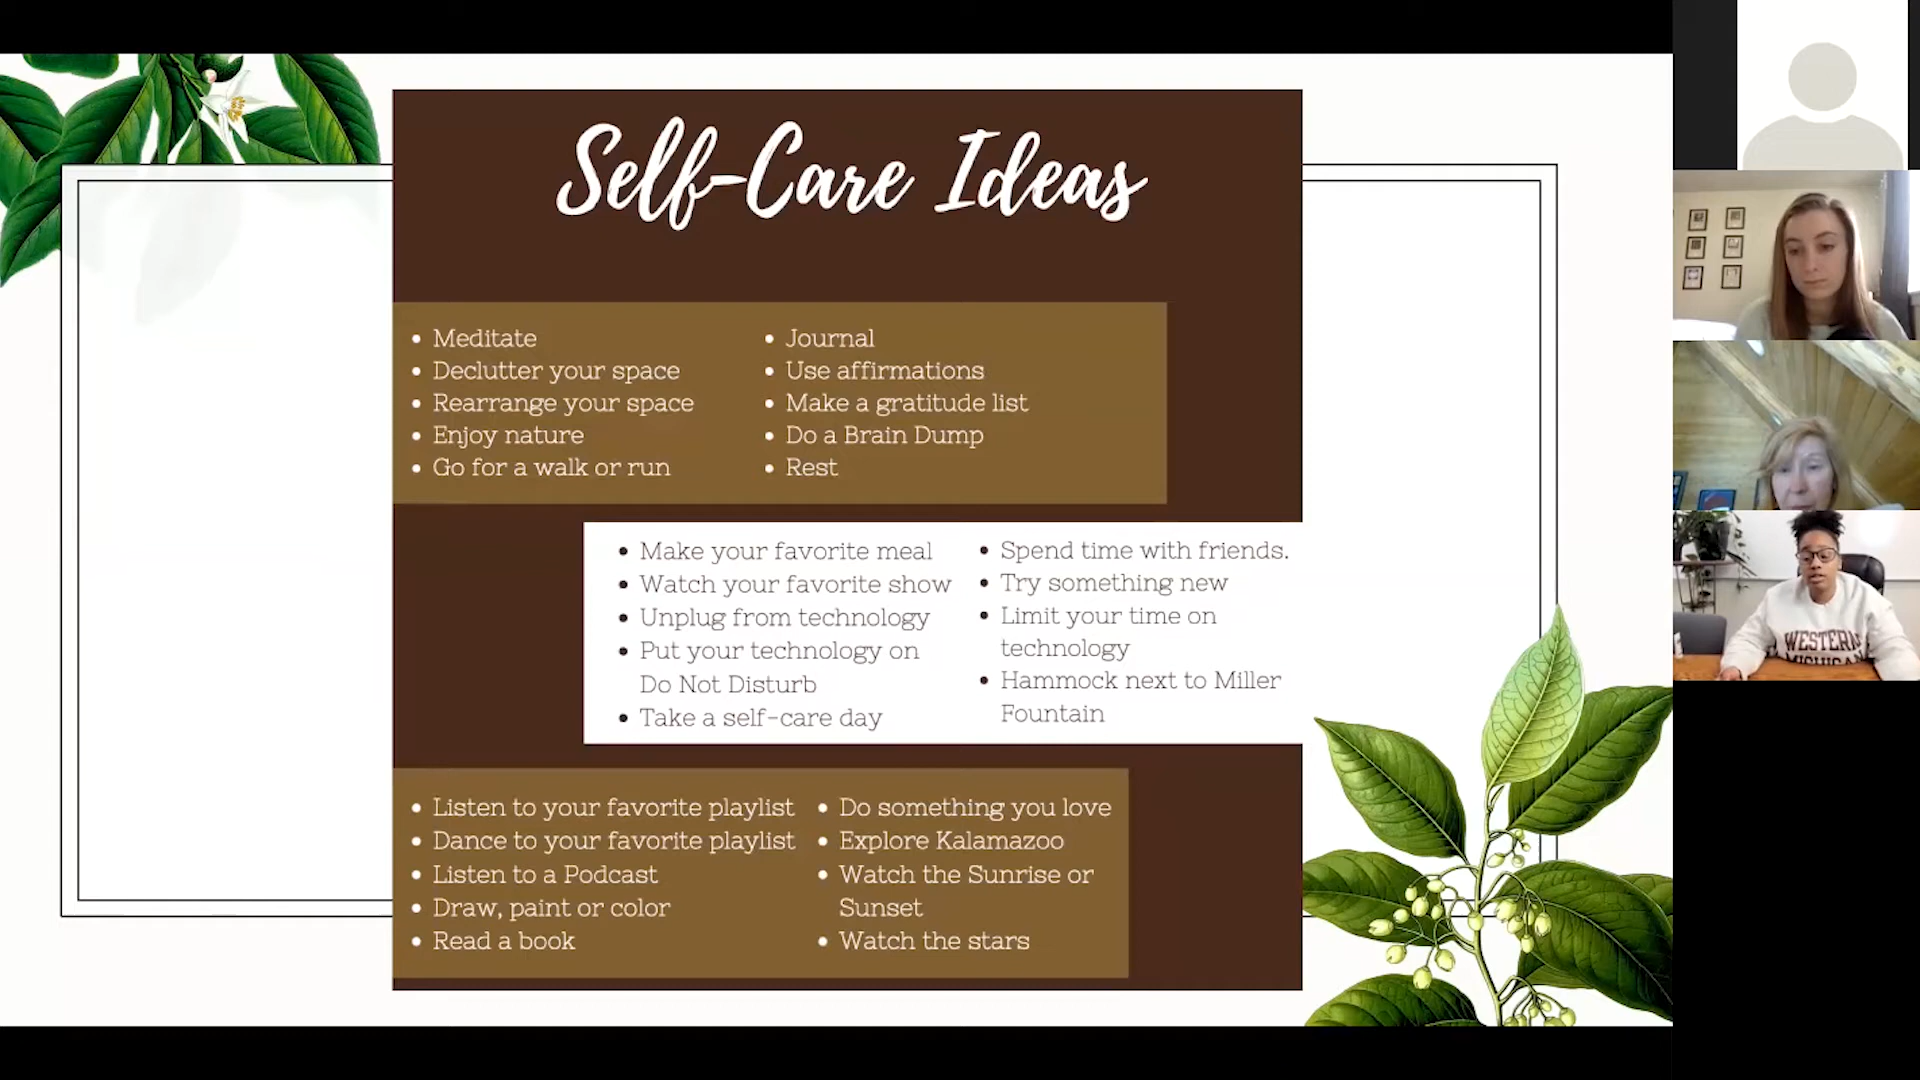 Self-Care Ideas
Meditate
Declutter your space
Rearrange your space
Enjoy nature
Go for a walk or run
Journal
Use affirmations
Make a gratitude list
Do a Brain Dump
Rest
Make your favorite meal
Watch your favorite show
Unplug from technology
Put your technology on
Do Not Disturb
Take a self-care day
Spend time with friends.
Try something new
Limit your time on
technology
Hammock next to Miller
Fountain
Listen to your favorite playlist
Dance to your favorite playlist
Listen to a Podcast
Draw, paint or color
Read a book
Do something you love
Explore Kalamazoo
Watch the Sunrise or
Sunset
Watch the stars
WESTERN
MICHIGAN